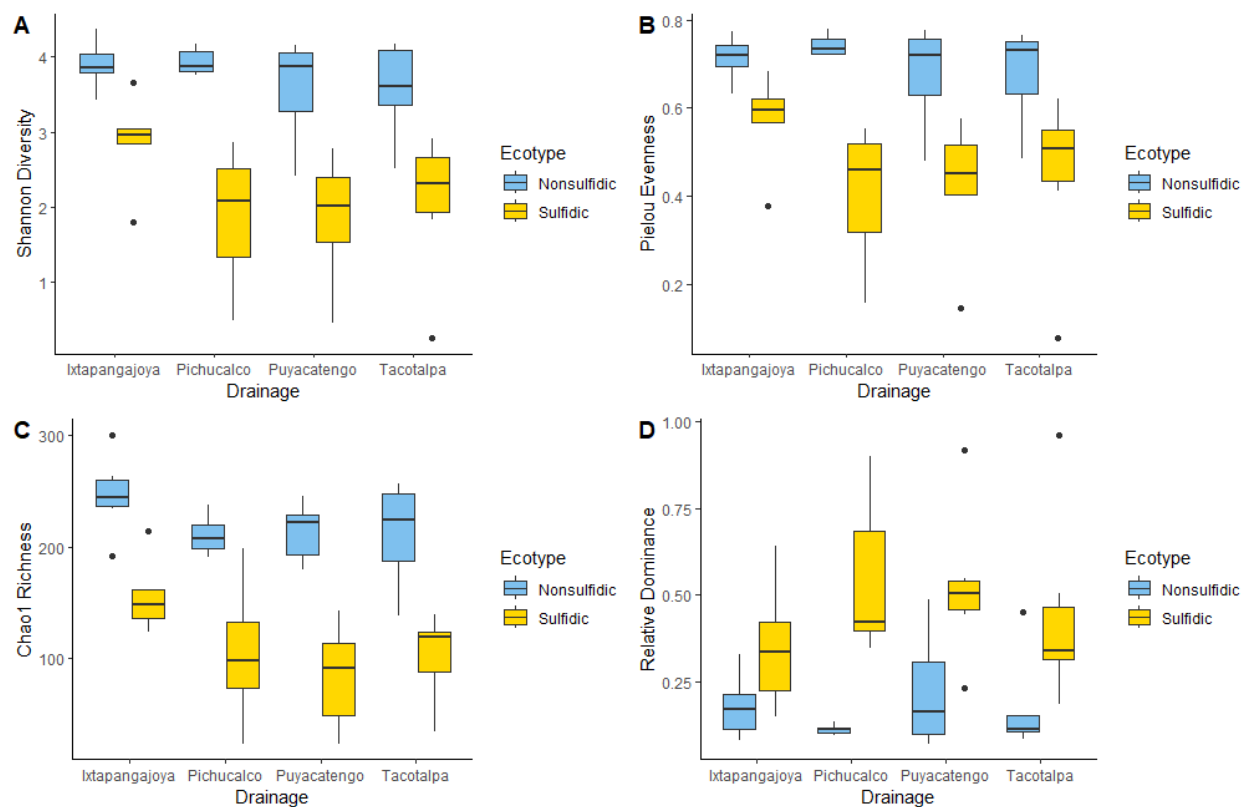 A
Shannon Diversity
4
3
2
1
Ixtapangajoya Pichucalco Puyacatengo Tacotalpa
Drainage
Ecotype
Nonsulfidic
Sulfidic
B
Pielou Evenness
0.8
0.6
0.4
0.2
Ixtapangajoya Pichucalco Puyacatengo Tacotalpa
Drainage
Ecotype
Nonsulfidic
Sulfidic
C
Chao1 Richness
300
200
100
Ixtapangajoya Pichucalco Puyacatengo Tacotalpa
Drainage
Ecotype
Nonsulfidic
Sulfidic
D
Relative Dominance
1.00
0.75
0.50
0.25
Ixtapangajoya Pichucalco Puyacatengo Tacotalpa
Drainage
Ecotype
Nonsulfidic
Sulfidic